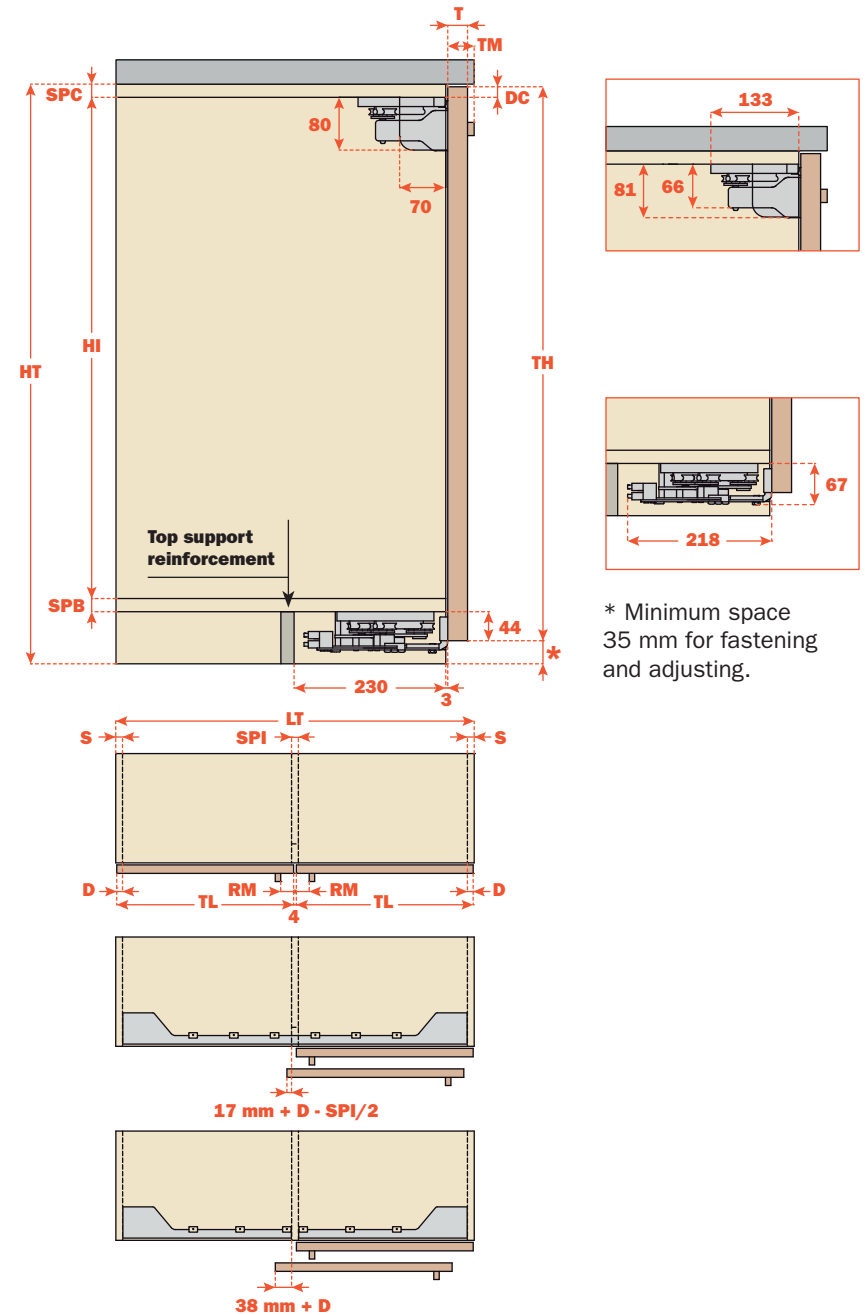 T
TM
SPC
DC
80
70
HI
HT
TH
Top support
reinforcement
SPB
44
*
230
3
133
81
66
67
218
* Minimum space
35 mm for fastening
and adjusting.
LT
S
SPI
S
D
RM
RM
D
TL
4
TL
17 mm + D - SPI/2
38 mm + D